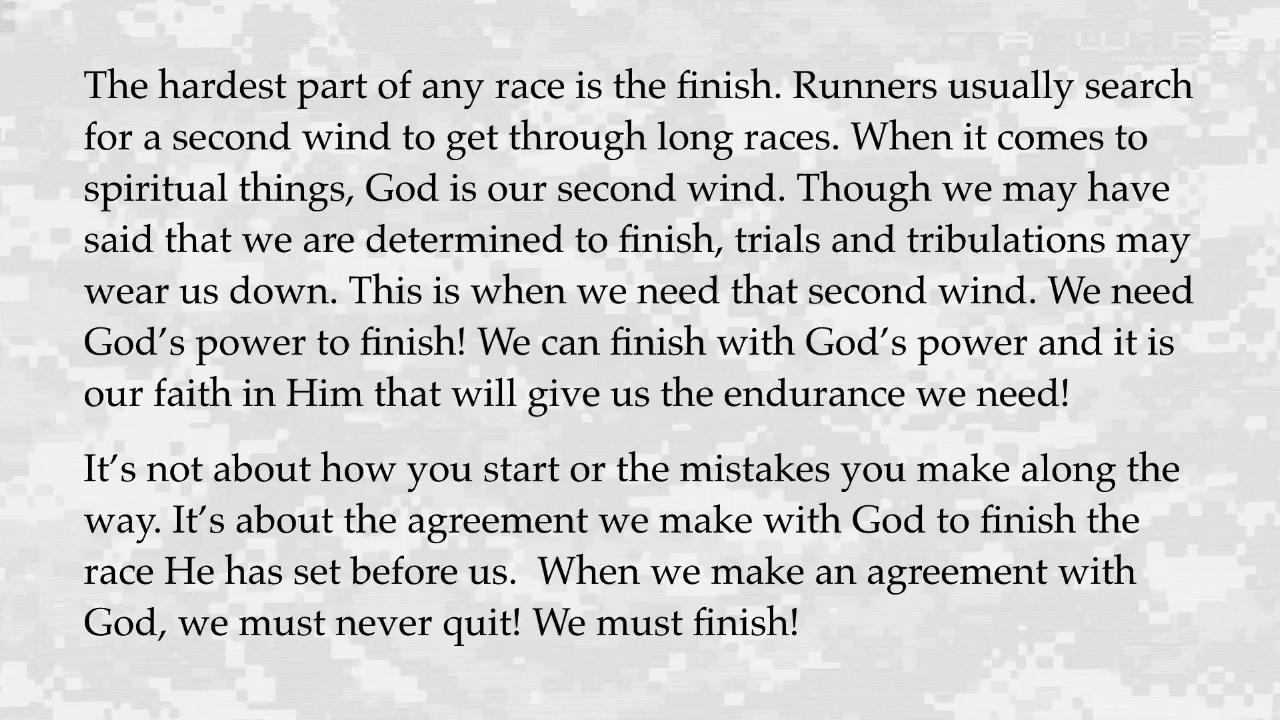 The hardest part of any race is the finish. Runners usually search
for a second wind to get through long races. When it comes to
spiritual things, God is our second wind. Though we may have
said that we are determined to finish, trials and tribulations may
wear us down. This is when we need that second wind. We need
God's power to finish! We can finish with God's power and it is
our faith in Him that will give us the endurance we need!
It's not about how you start or the mistakes you make along the
way. It's about the agreement we make with God to finish the
race He has set before us.  When we make an agreement with
God, we must never quit! We must finish!